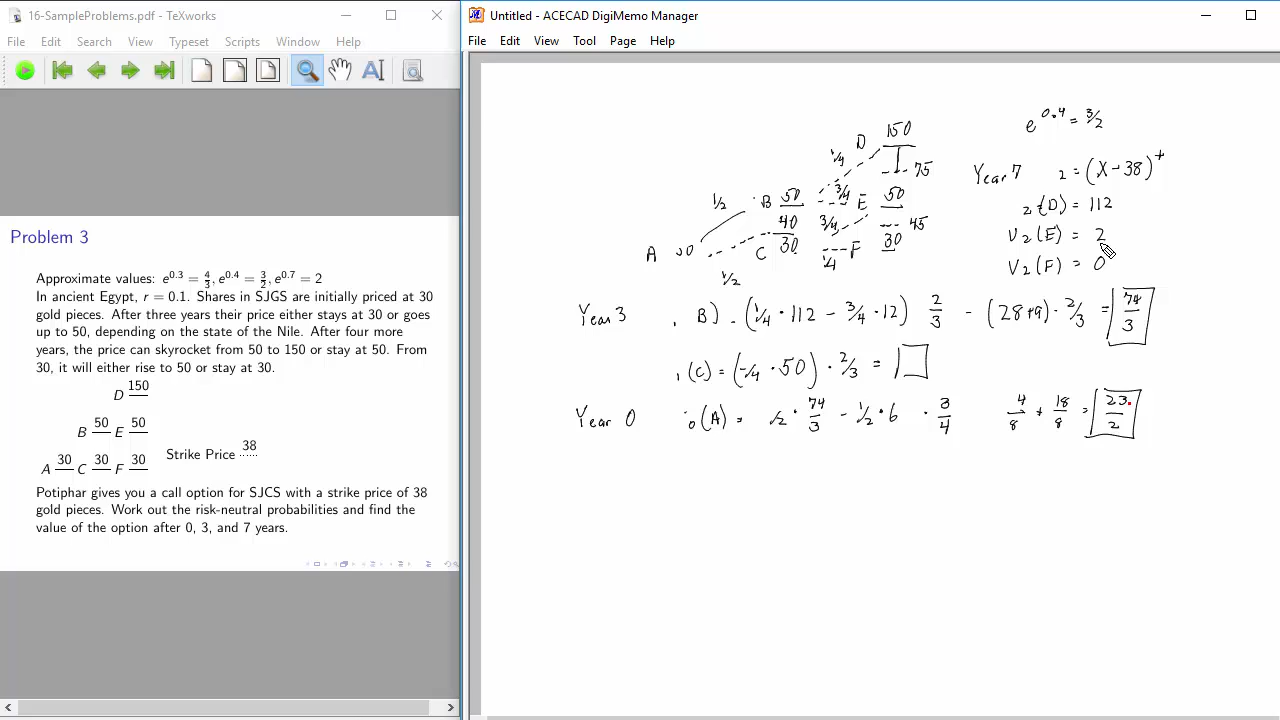 16-SampleProblems.pdf - TeXworks
File Edit Search View Typeset Scripts Window Help
Problem 3
Approximate values: e^0.3 = 4/3, e^0.4 = 3/2, e^0.7 = 2
In ancient Egypt, r = 0.1. Shares in SJGS are initially priced at 30
gold pieces. After three years their price either stays at 30 or goes
up to 50, depending on the state of the Nile. After four more
years, the price can skyrocket from 50 to 150 or stay at 50. From
30, it will either rise to 50 or stay at 30.
D 150
B 50 E 50
A 30 C 30 F 30 Strike Price 38
Potiphar gives you a call option for SJCS with a strike price of 38
gold pieces. Work out the risk-neutral probabilities and find the
value of the option after 0, 3, and 7 years.
Untitled - ACECAD DigiMemo Manager
File Edit View Tool Page Help
e^0.4 = 3/2
D 150
1/4 75
Year 7 2 = (X - 38)^+
1/2 B 50 3/4 E 50
2 (D) = 112
40 3/4 45
V2(E) = 2
A C 30 F 30
1/2 1/4
V2(F) = 0
Year 3 1 B) - (1/4 · 112 - 3/4 · 12) 2/3 - (28+9) · 2/3 = 74/3
1 (C) = ( 1/4 · 50) · 2/3 =
Year 0 0(A) = 1/2 · 74/3 - 1/2 · 6 · 3/4 4/8 + 18/8 = 23/2